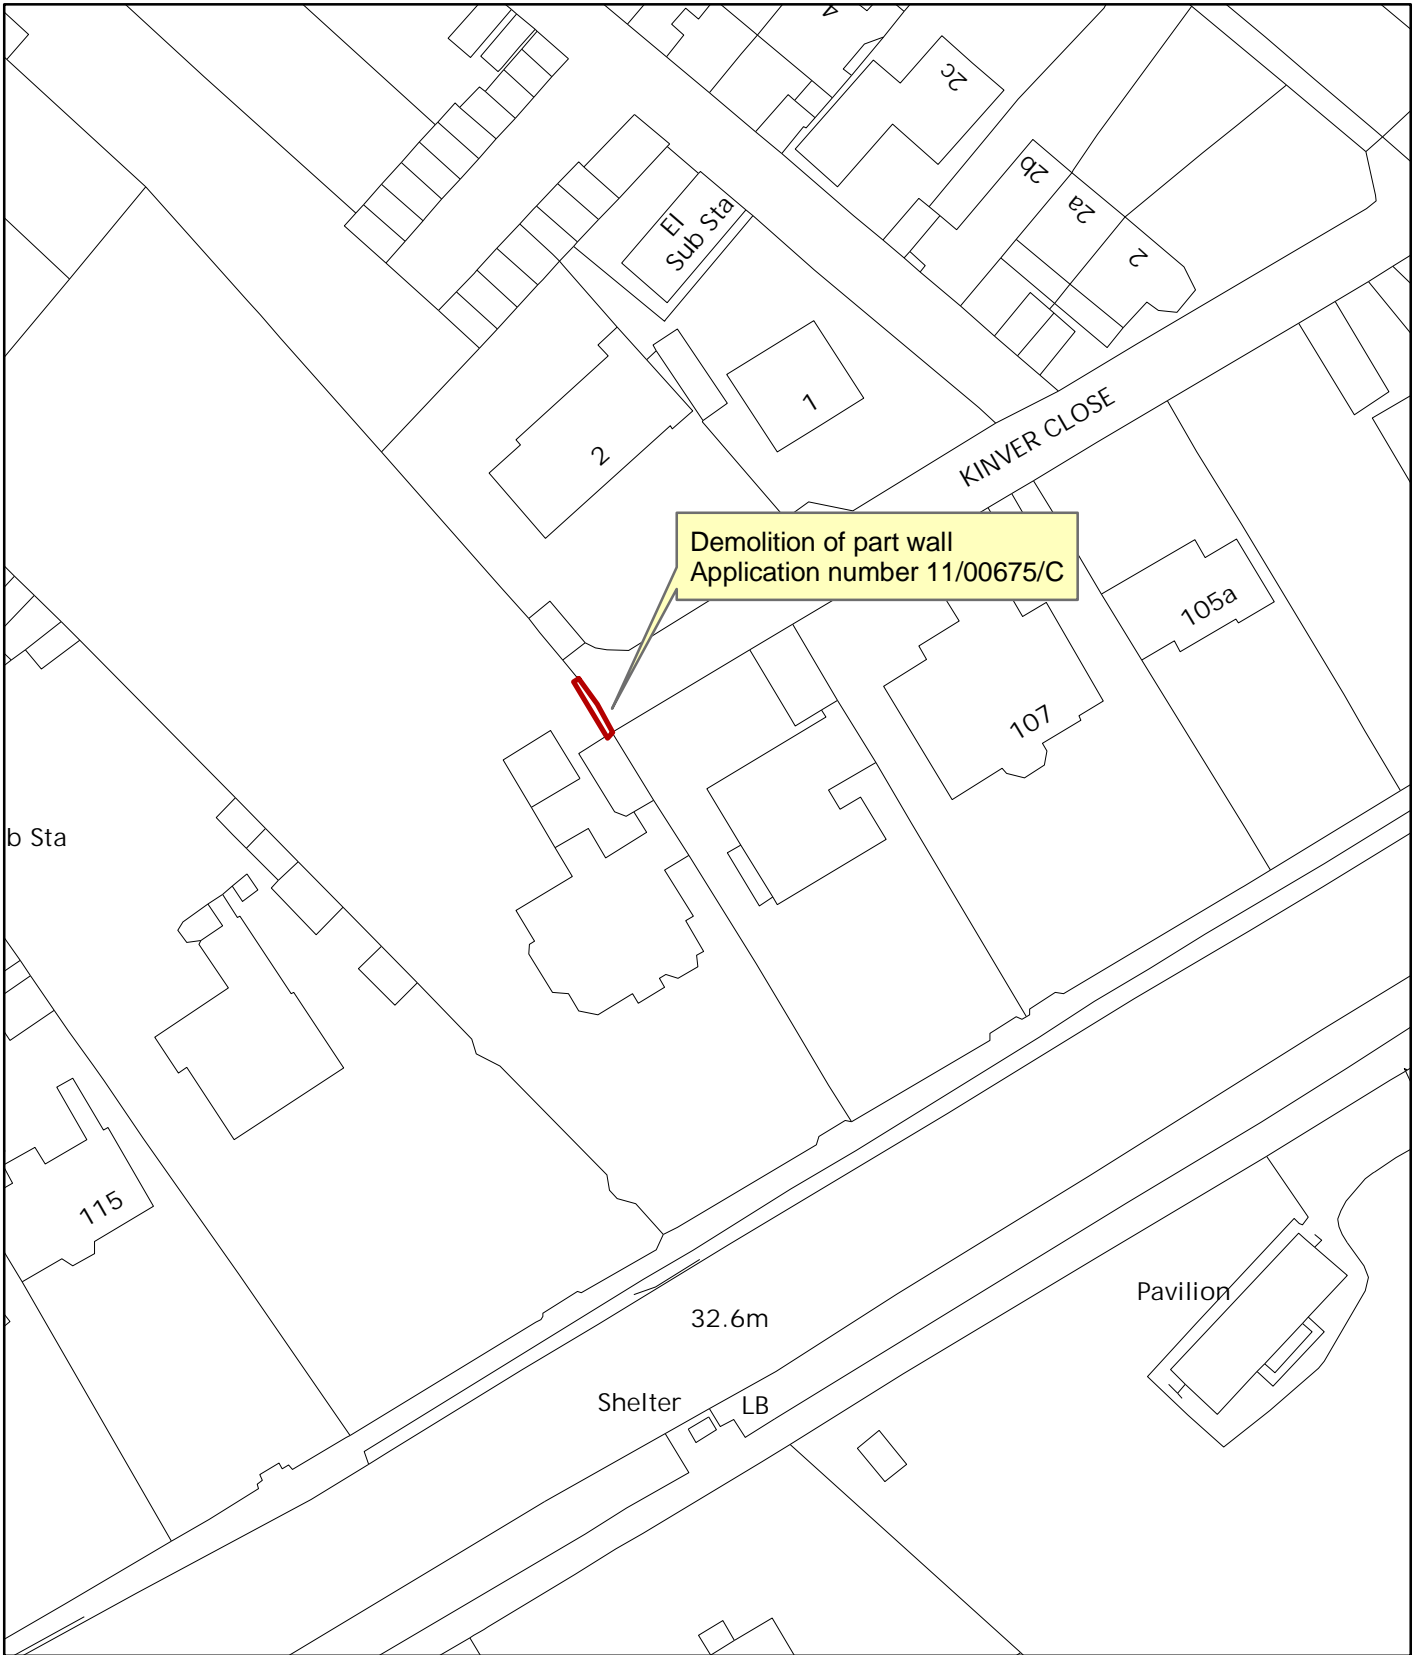 4
2c
2b
2a
2
El
Sub Sta
1
2
KINVER CLOSE
Demolition of part wall
Application number 11/00675/C
105a
107
b Sta
115
Pavilion
32.6m
Shelter
LB